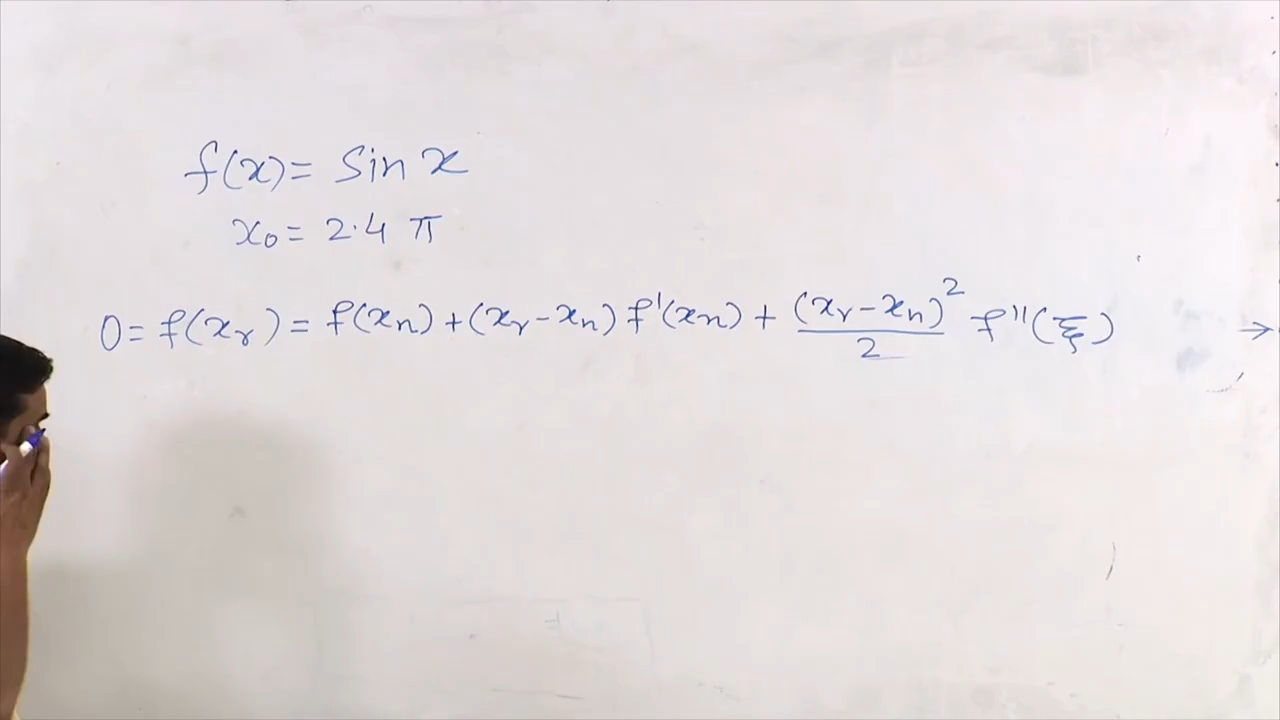 f(x) = Sin x
x₀ = 2.4 π
0 = f(xᵣ) = f(xₙ) + (xᵣ - xₙ) f'(xₙ) + (xᵣ - xₙ)²/2 f''(ξ) →